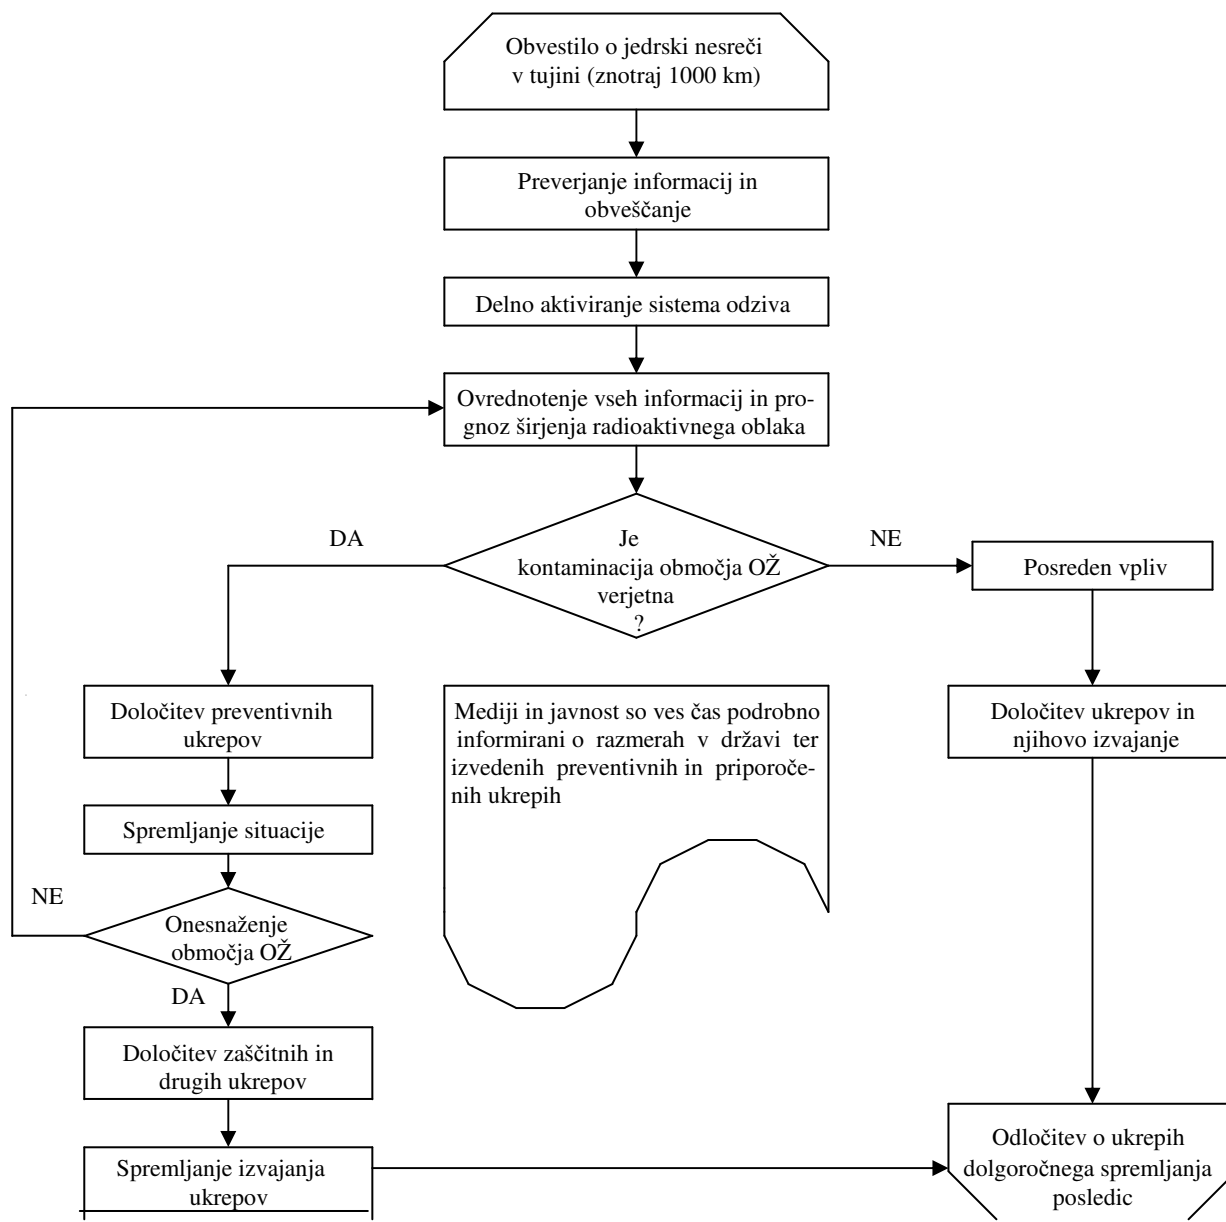 Obvestilo o jedrski nesreči
v tujini (znotraj 1000 km)
Preverjanje informacij in
obveščanje
Delno aktiviranje sistema odziva
Ovrednotenje vseh informacij in pro-
gnoz širjenja radioaktivnega oblaka
DA
NE
Je
kontaminacija območja OŽ
verjetna
?
Posreden vpliv
Določitev preventivnih
ukrepov
Mediji in javnost so ves čas podrobno
informirani o razmerah v državi ter
izvedenih preventivnih in priporoče-
nih ukrepih
Določitev ukrepov in
njihovo izvajanje
Spremljanje situacije
NE
Onesnaženje
območja OŽ
DA
Določitev zaščitnih in
drugih ukrepov
Spremljanje izvajanja
ukrepov
Odločitev o ukrepih
dolgoročnega spremljanja
posledic